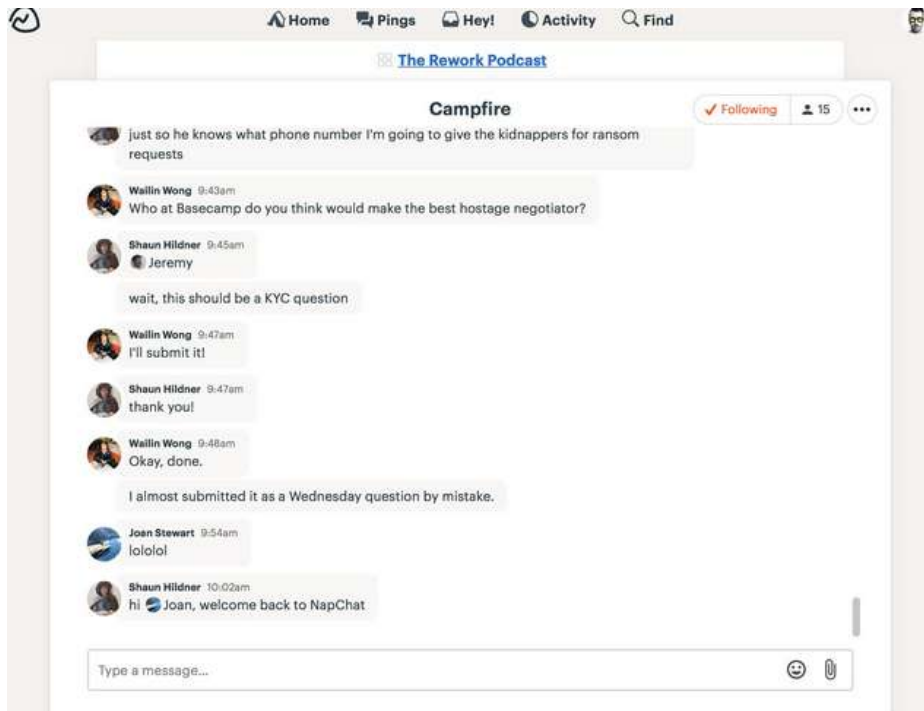 Home Pings Hey! Activity Find
The Rework Podcast
Campfire
Following 15
just so he knows what phone number I'm going to give the kidnappers for ransom
requests
Wailin Wong 9:43am
Who at Basecamp do you think would make the best hostage negotiator?
Shaun Hildner 9:45am
Jeremy
wait, this should be a KYC question
Wailin Wong 9:47am
I'll submit it!
Shaun Hildner 9:47am
thank you!
Wailin Wong 9:48am
Okay, done.
I almost submitted it as a Wednesday question by mistake.
Joan Stewart 9:54am
lololol
Shaun Hildner 10:02am
hi Joan, welcome back to NapChat
Type a message...